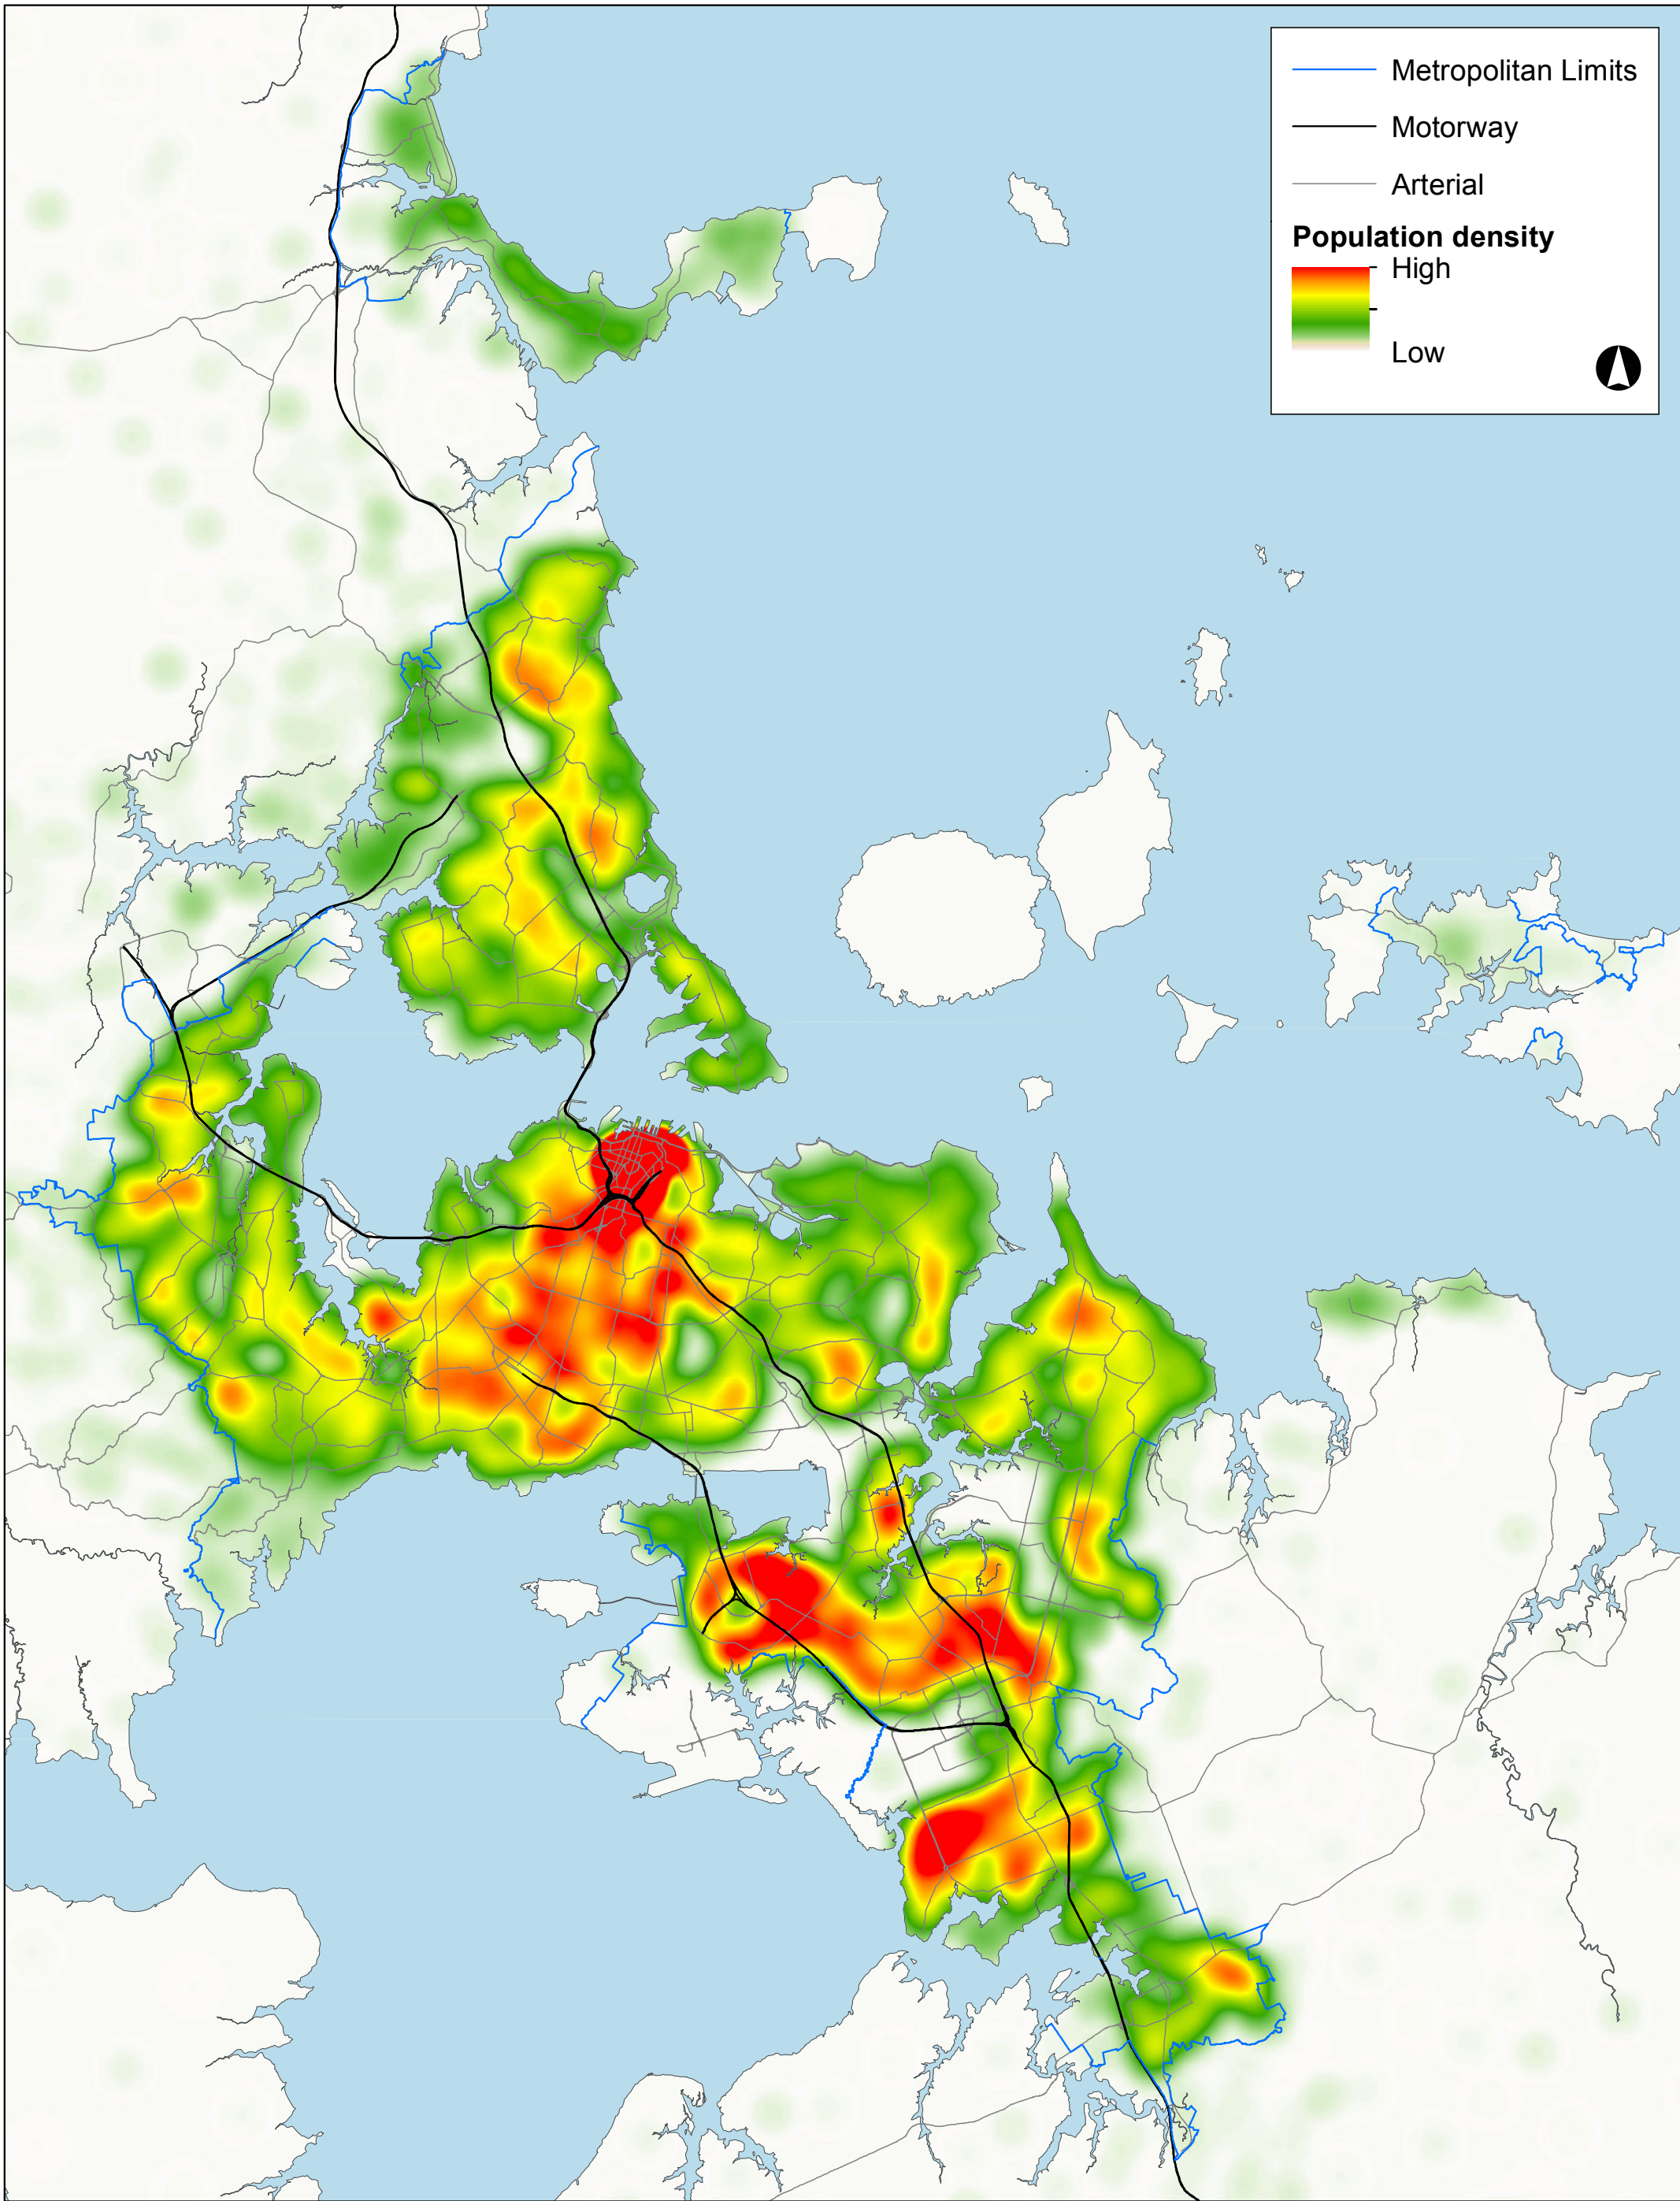 Metropolitan Limits
Motorway
Arterial
Population density
High
Low